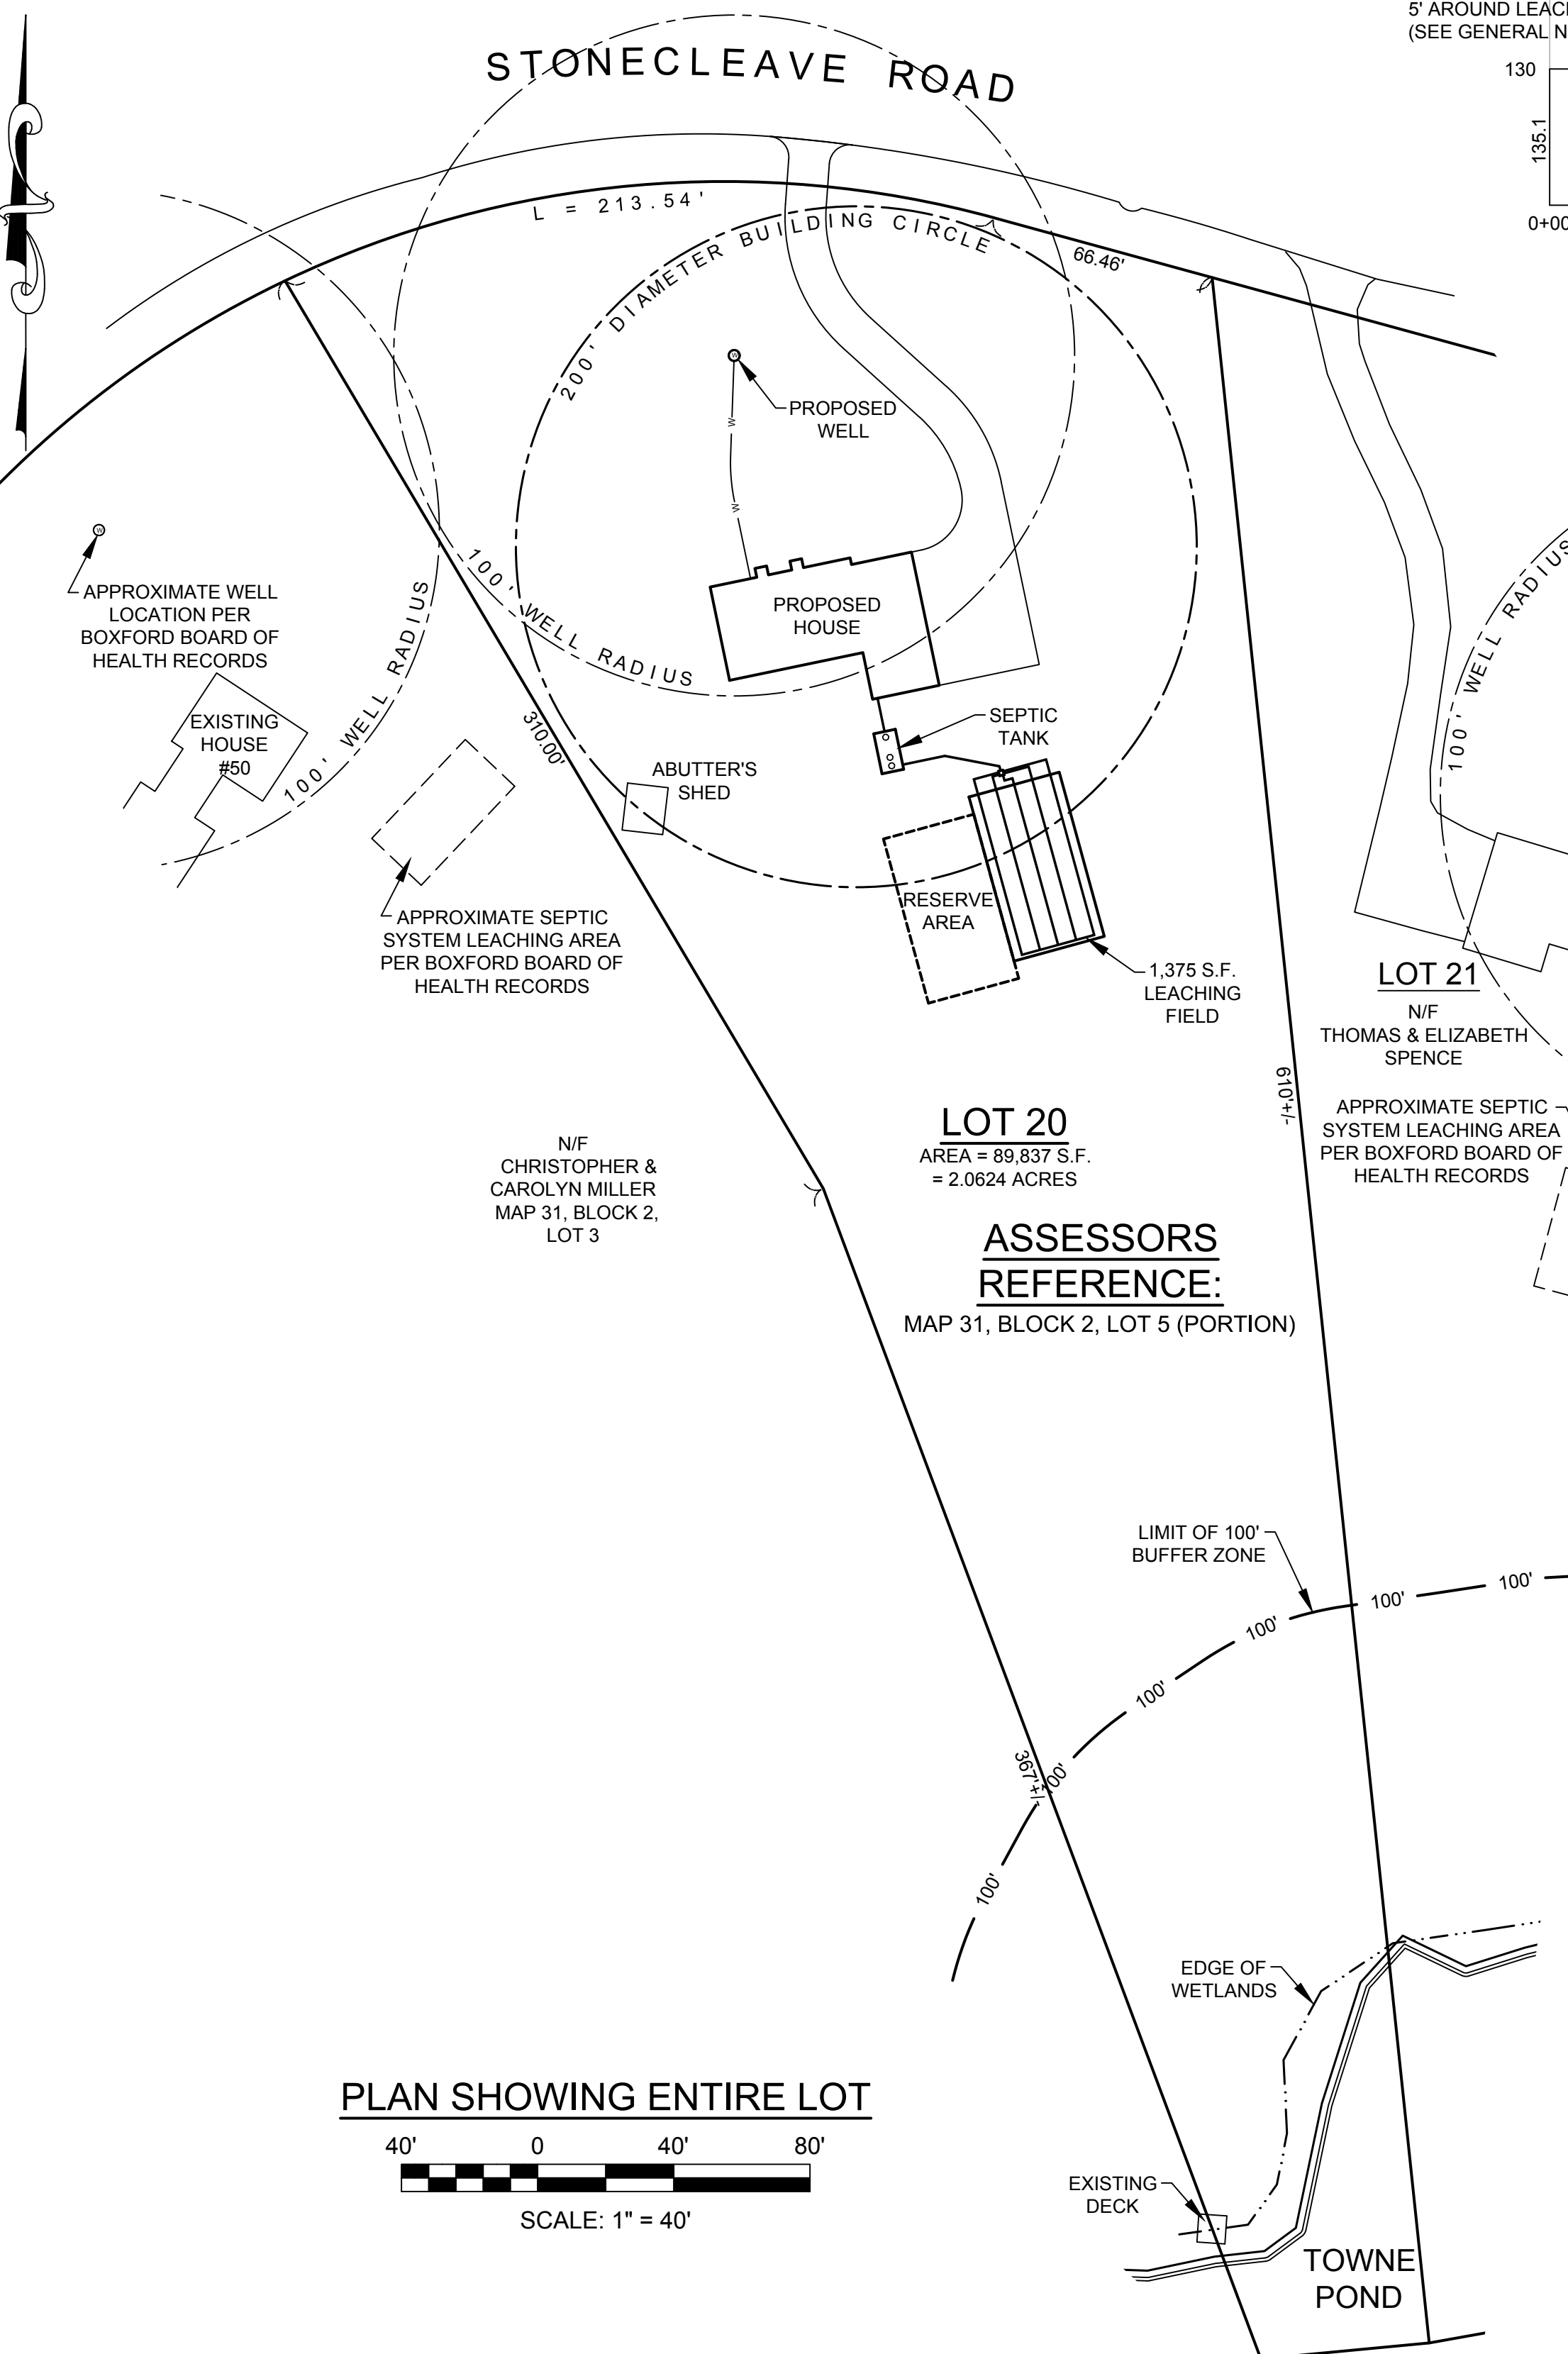 5' AROUND
(SEE GENERAL
130
135.1
STONECLEAVE ROAD
L = 213.54'
200' DIAMETER BUILDING CIRCLE
66.46'
W
PROPOSED
WELL
W
W
W
APPROXIMATE WELL
LOCATION PER
BOXFORD BOARD OF
HEALTH RECORDS
100' WELL RADIUS
100' WELL RADIUS
100' WELL RADIUS
PROPOSED
HOUSE
EXISTING
HOUSE
#50
310.00'
SEPTIC
TANK
ABUTTER'S
SHED
RESERVE
AREA
APPROXIMATE SEPTIC
SYSTEM LEACHING AREA
PER BOXFORD BOARD OF
HEALTH RECORDS
1,375 S.F.
LEACHING
FIELD
LOT 21
N/F
THOMAS & ELIZABETH
SPENCE
610'+/-
APPROXIMATE SEPTIC
SYSTEM LEACHING AREA
PER BOXFORD BOARD OF
HEALTH RECORDS
LOT 20
AREA = 89,837 S.F.
= 2.0624 ACRES
N/F
CHRISTOPHER &
CAROLYN MILLER
MAP 31, BLOCK 2,
LOT 3
ASSESSORS
REFERENCE:
MAP 31, BLOCK 2, LOT 5 (PORTION)
LIMIT OF 100'
BUFFER ZONE
100'
100'
100'
100'
100'
100'
367'+/-
EDGE OF
WETLANDS
PLAN SHOWING ENTIRE LOT
40' 0 40' 80'
SCALE: 1" = 40'
EXISTING
DECK
TOWNE
POND